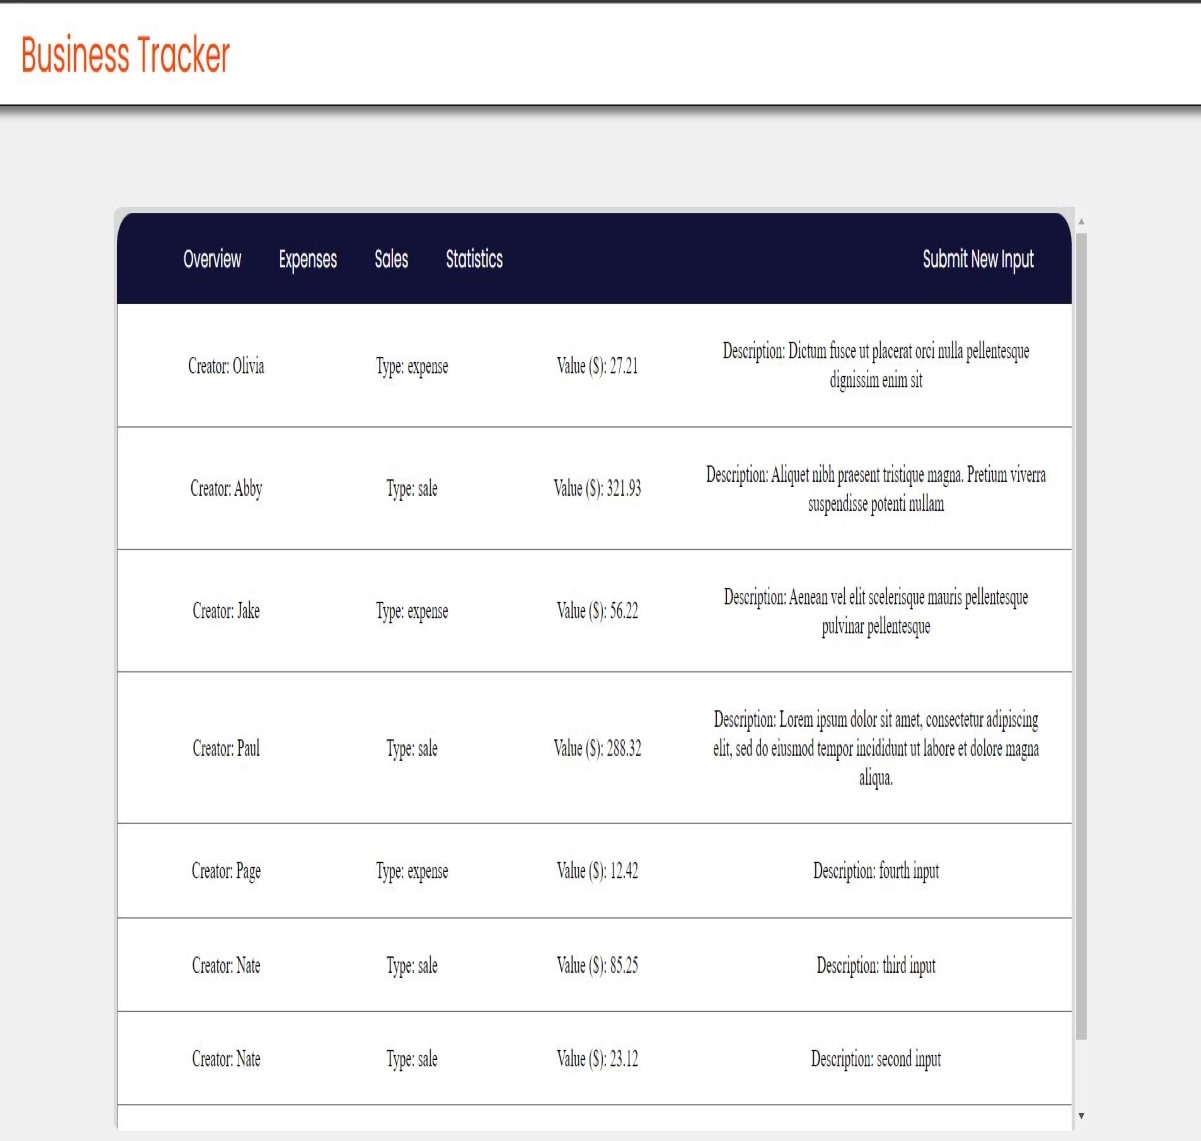 Business Tracker
Overview Expenses Sales Statistics Submit New Input
Creator: Olivia Type: expense Value ($): 27.21 Description: Dictum fusce ut placerat orci nulla pellentesque
dignissim enim sit
Creator: Abby Type: sale Value ($): 321.93 Description: Aliquet nibh praesent tristique magna. Pretium viverra
suspendisse potenti nullam
Creator: Jake Type: expense Value ($): 56.22 Description: Aenean vel elit scelerisque mauris pellentesque
pulvinar pellentesque
Creator: Paul Type: sale Value ($): 288.32 Description: Lorem ipsum dolor sit amet, consectetur adipiscing
elit, sed do eiusmod tempor incididunt ut labore et dolore magna
aliqua.
Creator: Page Type: expense Value ($): 12.42 Description: fourth input
Creator: Nate Type: sale Value ($): 85.25 Description: third input
Creator: Nate Type: sale Value ($): 23.12 Description: second input